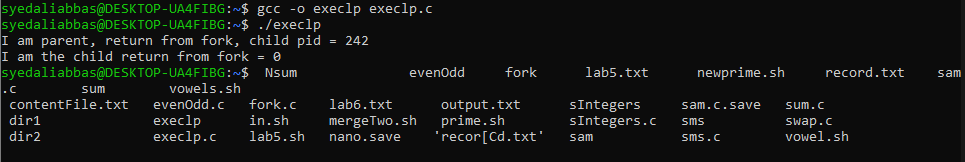 syedaliabbas@DESKTOP-UA4FIBG:~$ gcc -o execlp execlp.c
syedaliabbas@DESKTOP-UA4FIBG:~$ ./execlp
I am parent, return from fork, child pid = 242
I am the child return from fork = 0
syedaliabbas@DESKTOP-UA4FIBG:~$  Nsum            evenOdd    fork      lab5.txt      newprime.sh     record.txt    sam
.c        sum        vowels.sh
 contentFile.txt   evenOdd.c  fork.c    lab6.txt      output.txt      sIntegers     sam.c.save   sum.c
 dir1              execlp     in.sh     mergeTwo.sh   prime.sh        sIntegers.c   sms          swap.c
 dir2              execlp.c   lab5.sh   nano.save    'recor[Cd.txt'   sam           sms.c        vowel.sh